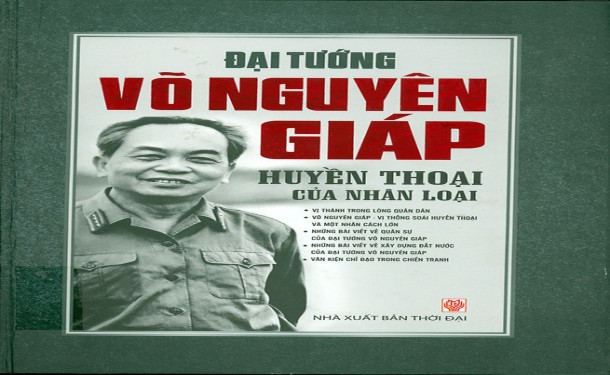 ĐẠI TƯỚNG
VÕ NGUYÊN
GIÁP
HUYỀN THOẠI
CỦA NHÂN LOẠI
• VỊ THÁNH TRONG LÒNG QUÂN DÂN
• VÕ NGUYÊN GIÁP - VỊ THỐNG SOÁI HUYỀN THOẠI
VÀ MỘT NHÂN CÁCH LỚN
• NHỮNG BÀI VIẾT VỀ QUÂN SỰ
CỦA ĐẠI TƯỚNG VÕ NGUYÊN GIÁP
• NHỮNG BÀI VIẾT VỀ XÂY DỰNG ĐẤT NƯỚC
CỦA ĐẠI TƯỚNG VÕ NGUYÊN GIÁP
• VĂN KIỆN CHỈ ĐẠO TRONG CHIẾN TRANH
NHÀ XUẤT BẢN THỜI ĐẠI